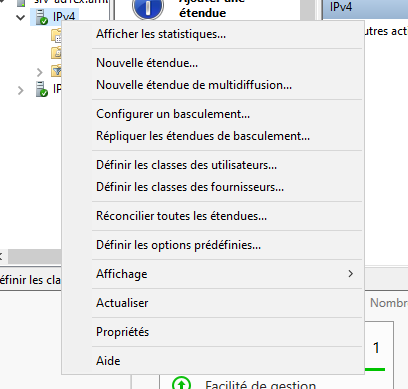 IPv4
Ajouter une
étendue
IPv4
Afficher les statistiques...
Nouvelle étendue...
Nouvelle étendue de multidiffusion...
Configurer un basculement...
Répliquer les étendues de basculement...
Définir les classes des utilisateurs...
Définir les classes des fournisseurs...
Réconcilier toutes les étendues...
Définir les options prédéfinies...
Affichage
Actualiser
Propriétés
Aide
utres act
éfinir les cla
Nombre
1
Facilité de gestion